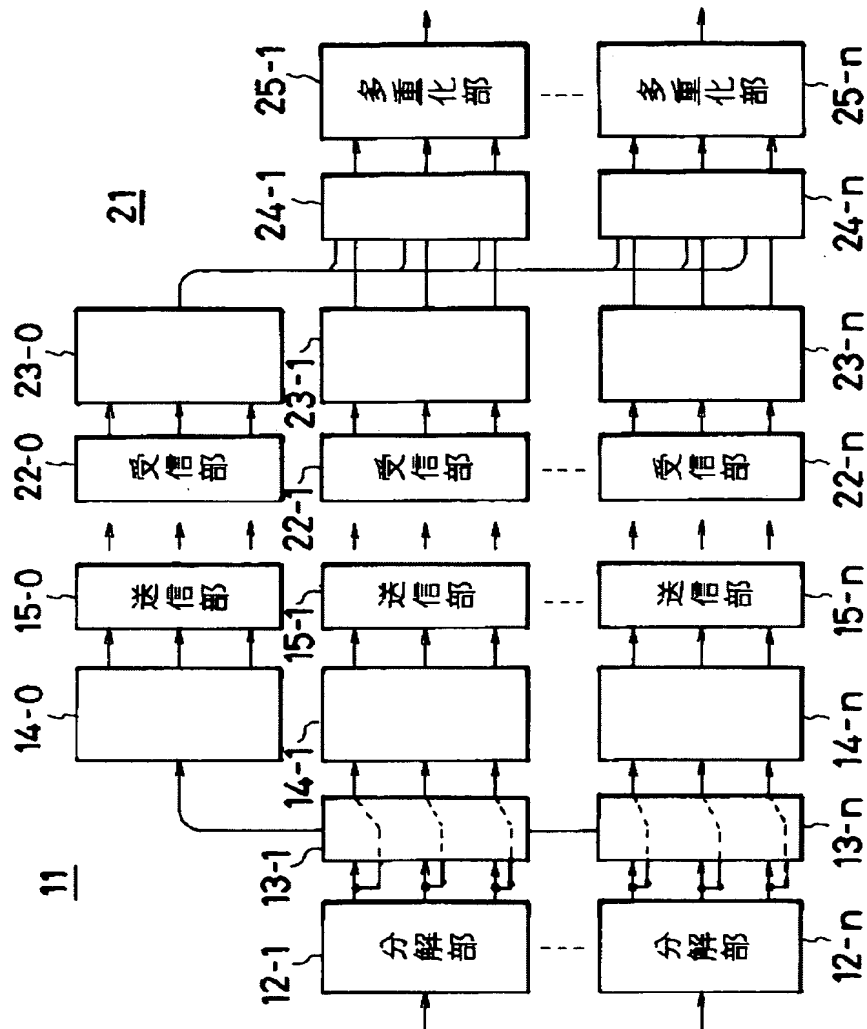 11
21
14-0
15-0
22-0
23-0
送信部
受信部
12-1
13-1
14-1
15-1
22-1
23-1
24-1
25-1
分解部
送信部
受信部
多重化部
分解部
送信部
受信部
多重化部
12-n
13-n
14-n
15-n
22-n
23-n
24-n
25-n